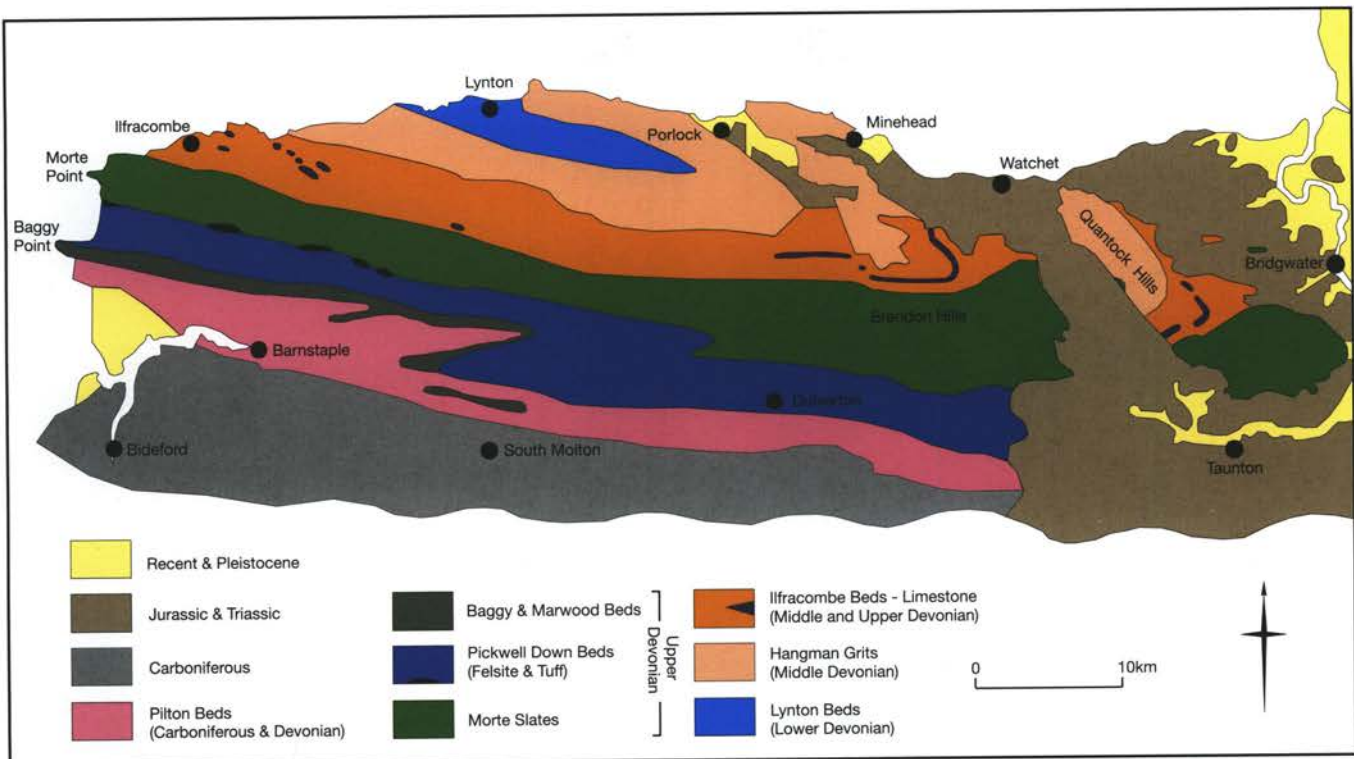 Lynton
Ilfracombe
Porlock
Minehead
Morte
Point
Watchet
Baggy
Point
Quantock Hills
Bridgwater
Brendon Hills
Barnstaple
Dulverton
Bideford
South Molton
Taunton
Recent & Pleistocene
Jurassic & Triassic
Carboniferous
Pilton Beds
(Carboniferous & Devonian)
Baggy & Marwood Beds
Pickwell Down Beds
(Felsite & Tuff)
Morte Slates
Upper
Devonian
Ilfracombe Beds - Limestone
(Middle and Upper Devonian)
Hangman Grits
(Middle Devonian)
Lynton Beds
(Lower Devonian)
0 10km